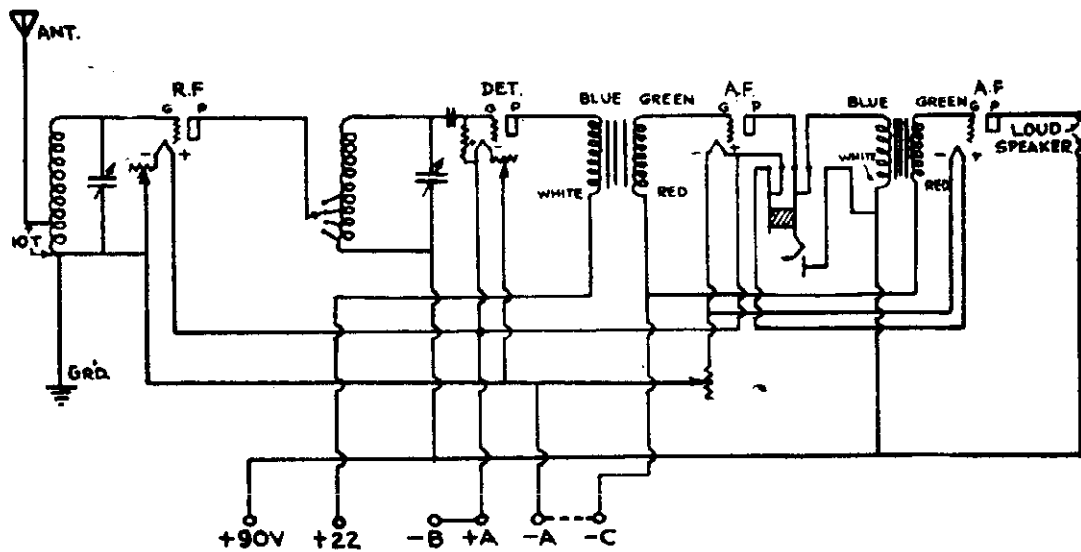 ANT.
R.F
G P
- +
10T
GRD.
DET.
G P
+ -
BLUE GREEN
WHITE RED
A.F.
G P
- +
BLUE GREEN
WHITE RED
A.F
G P
- +
LOUD
SPEAKER
+90V +22 -B +A -A -C